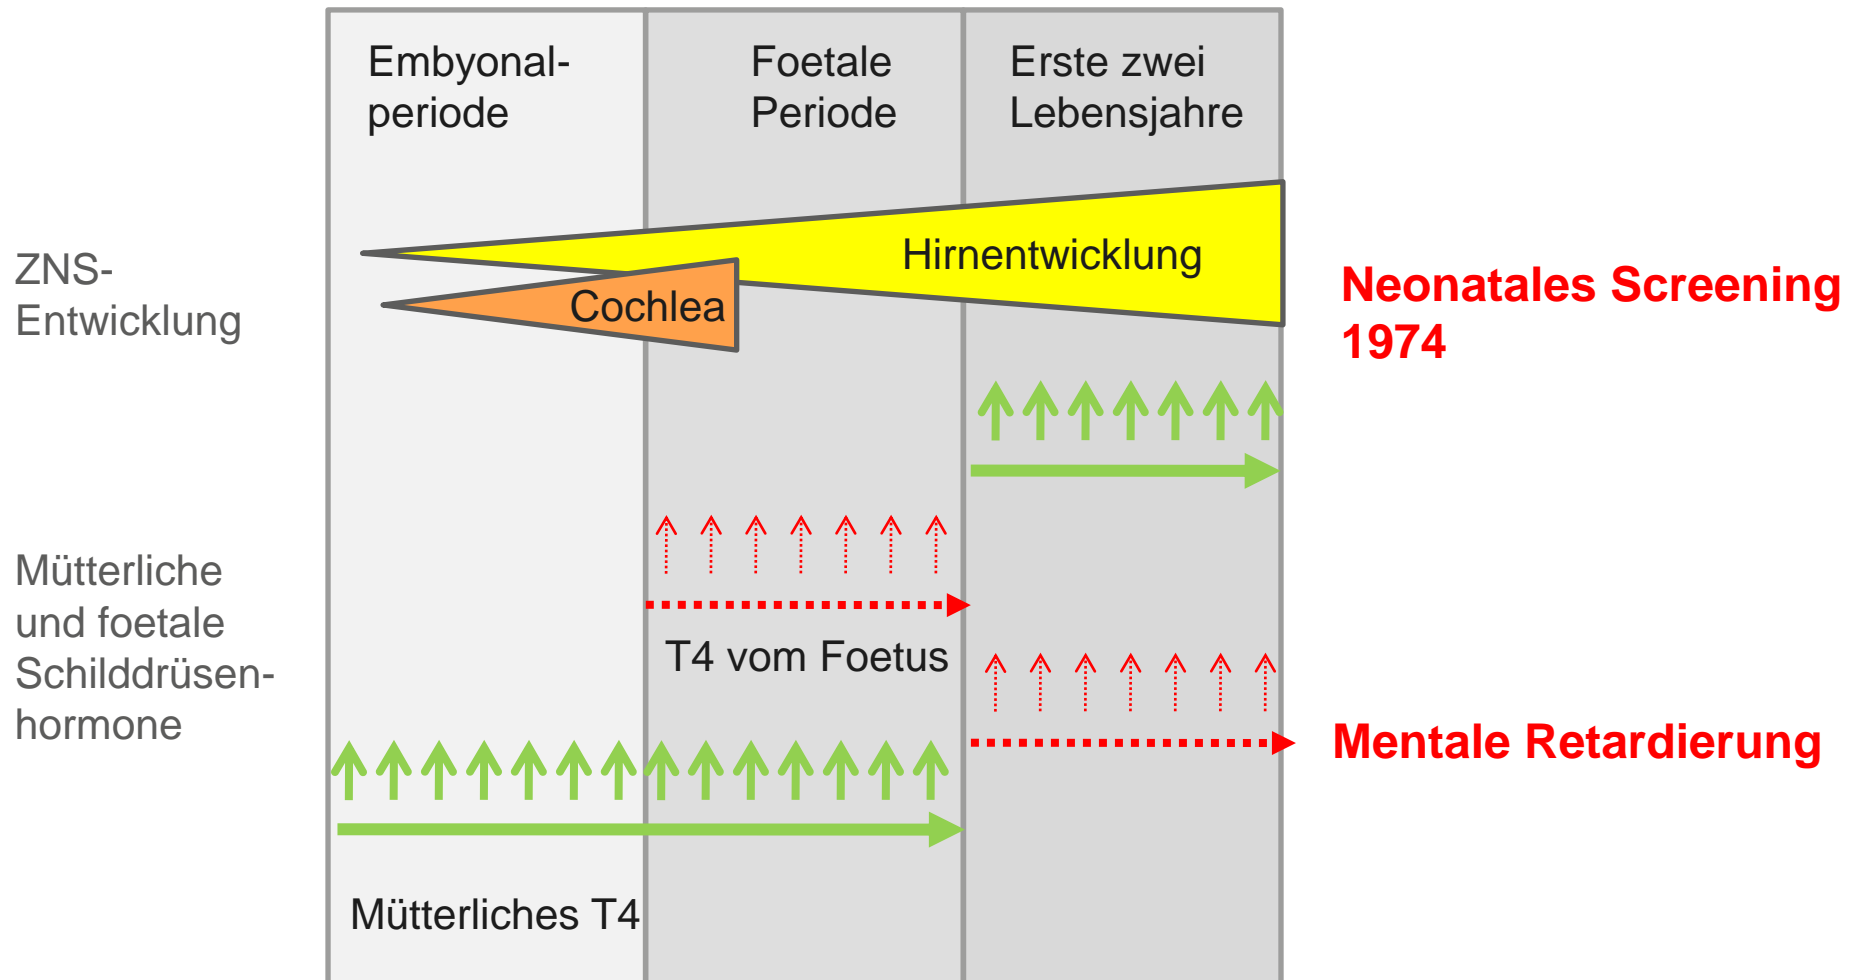 Embyonal-
periode
Foetale
Periode
Erste zwei
Lebensjahre
ZNS-
Entwicklung
Hirnentwicklung
Cochlea
Neonatales Screening
1974
Mütterliche
und foetale
Schilddrüsen-
hormone
T4 vom Foetus
Mentale Retardierung
Mütterliches T4